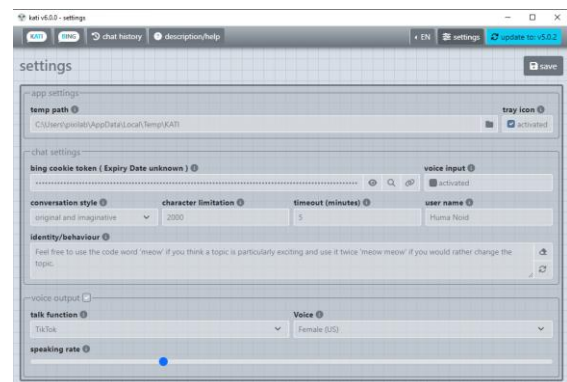 kati v6.0.0 - settings
KATI BING chat history description/help EN settings update to: v5.0.2
settings save
app settings
temp path tray icon
C:\Users\pixolab\AppData\Local\Temp\KATI activated
chat settings
bing cookie token ( Expiry Date unknown ) voice input
activated
conversation style character limitation timeout (minutes) user name
original and imaginative 2000 5 Huma Noid
identity/behaviour
Feel free to use the code word 'meow' if you think a topic is particularly exciting and use it twice 'meow meow' if you would rather change the
topic.
voice output
talk function Voice
TikTok Female (US)
speaking rate